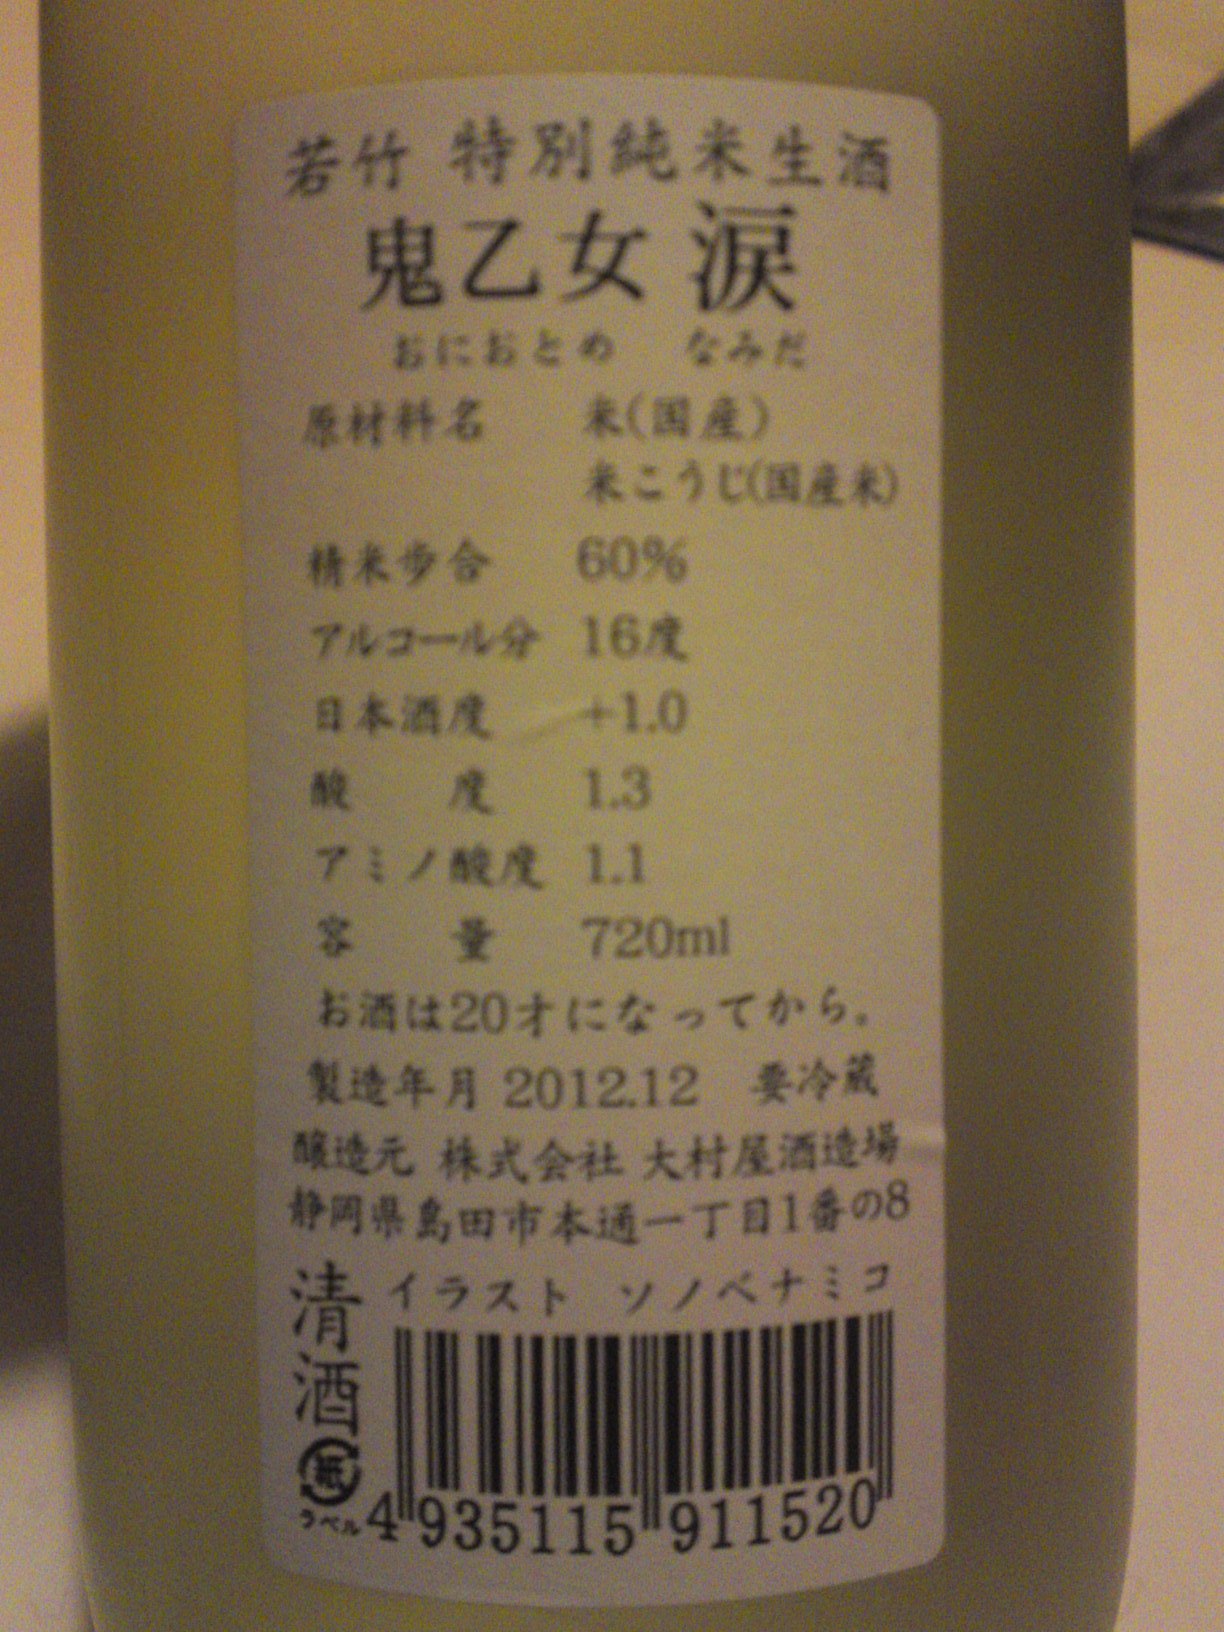 若竹 特別純米生酒
鬼乙女 涙
おにおとめ なみだ
原材料名 米(国産)
米こうじ(国産米)
精米歩合 60%
アルコール分 16度
日本酒度 +1.0
酸 度 1.3
アミノ酸度 1.1
容 量 720ml
お酒は20才になってから。
製造年月 2012.12 要冷蔵
醸造元 株式会社 大村屋酒造場
静岡県島田市本通一丁目1番の8
イラスト ソノベナミコ
清酒
紙
ラベル
4935115911520